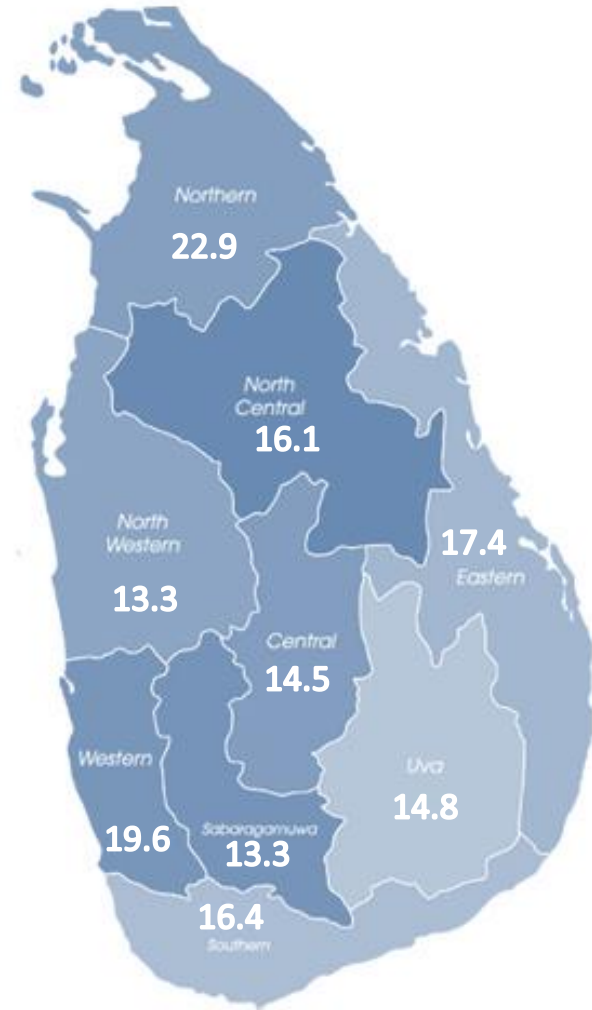 Northern
22.9
North
Central
16.1
North
Western
13.3
17.4
Eastern
Central
14.5
Western
19.6
Uva
14.8
Sabaragamuwa
13.3
16.4
Southern